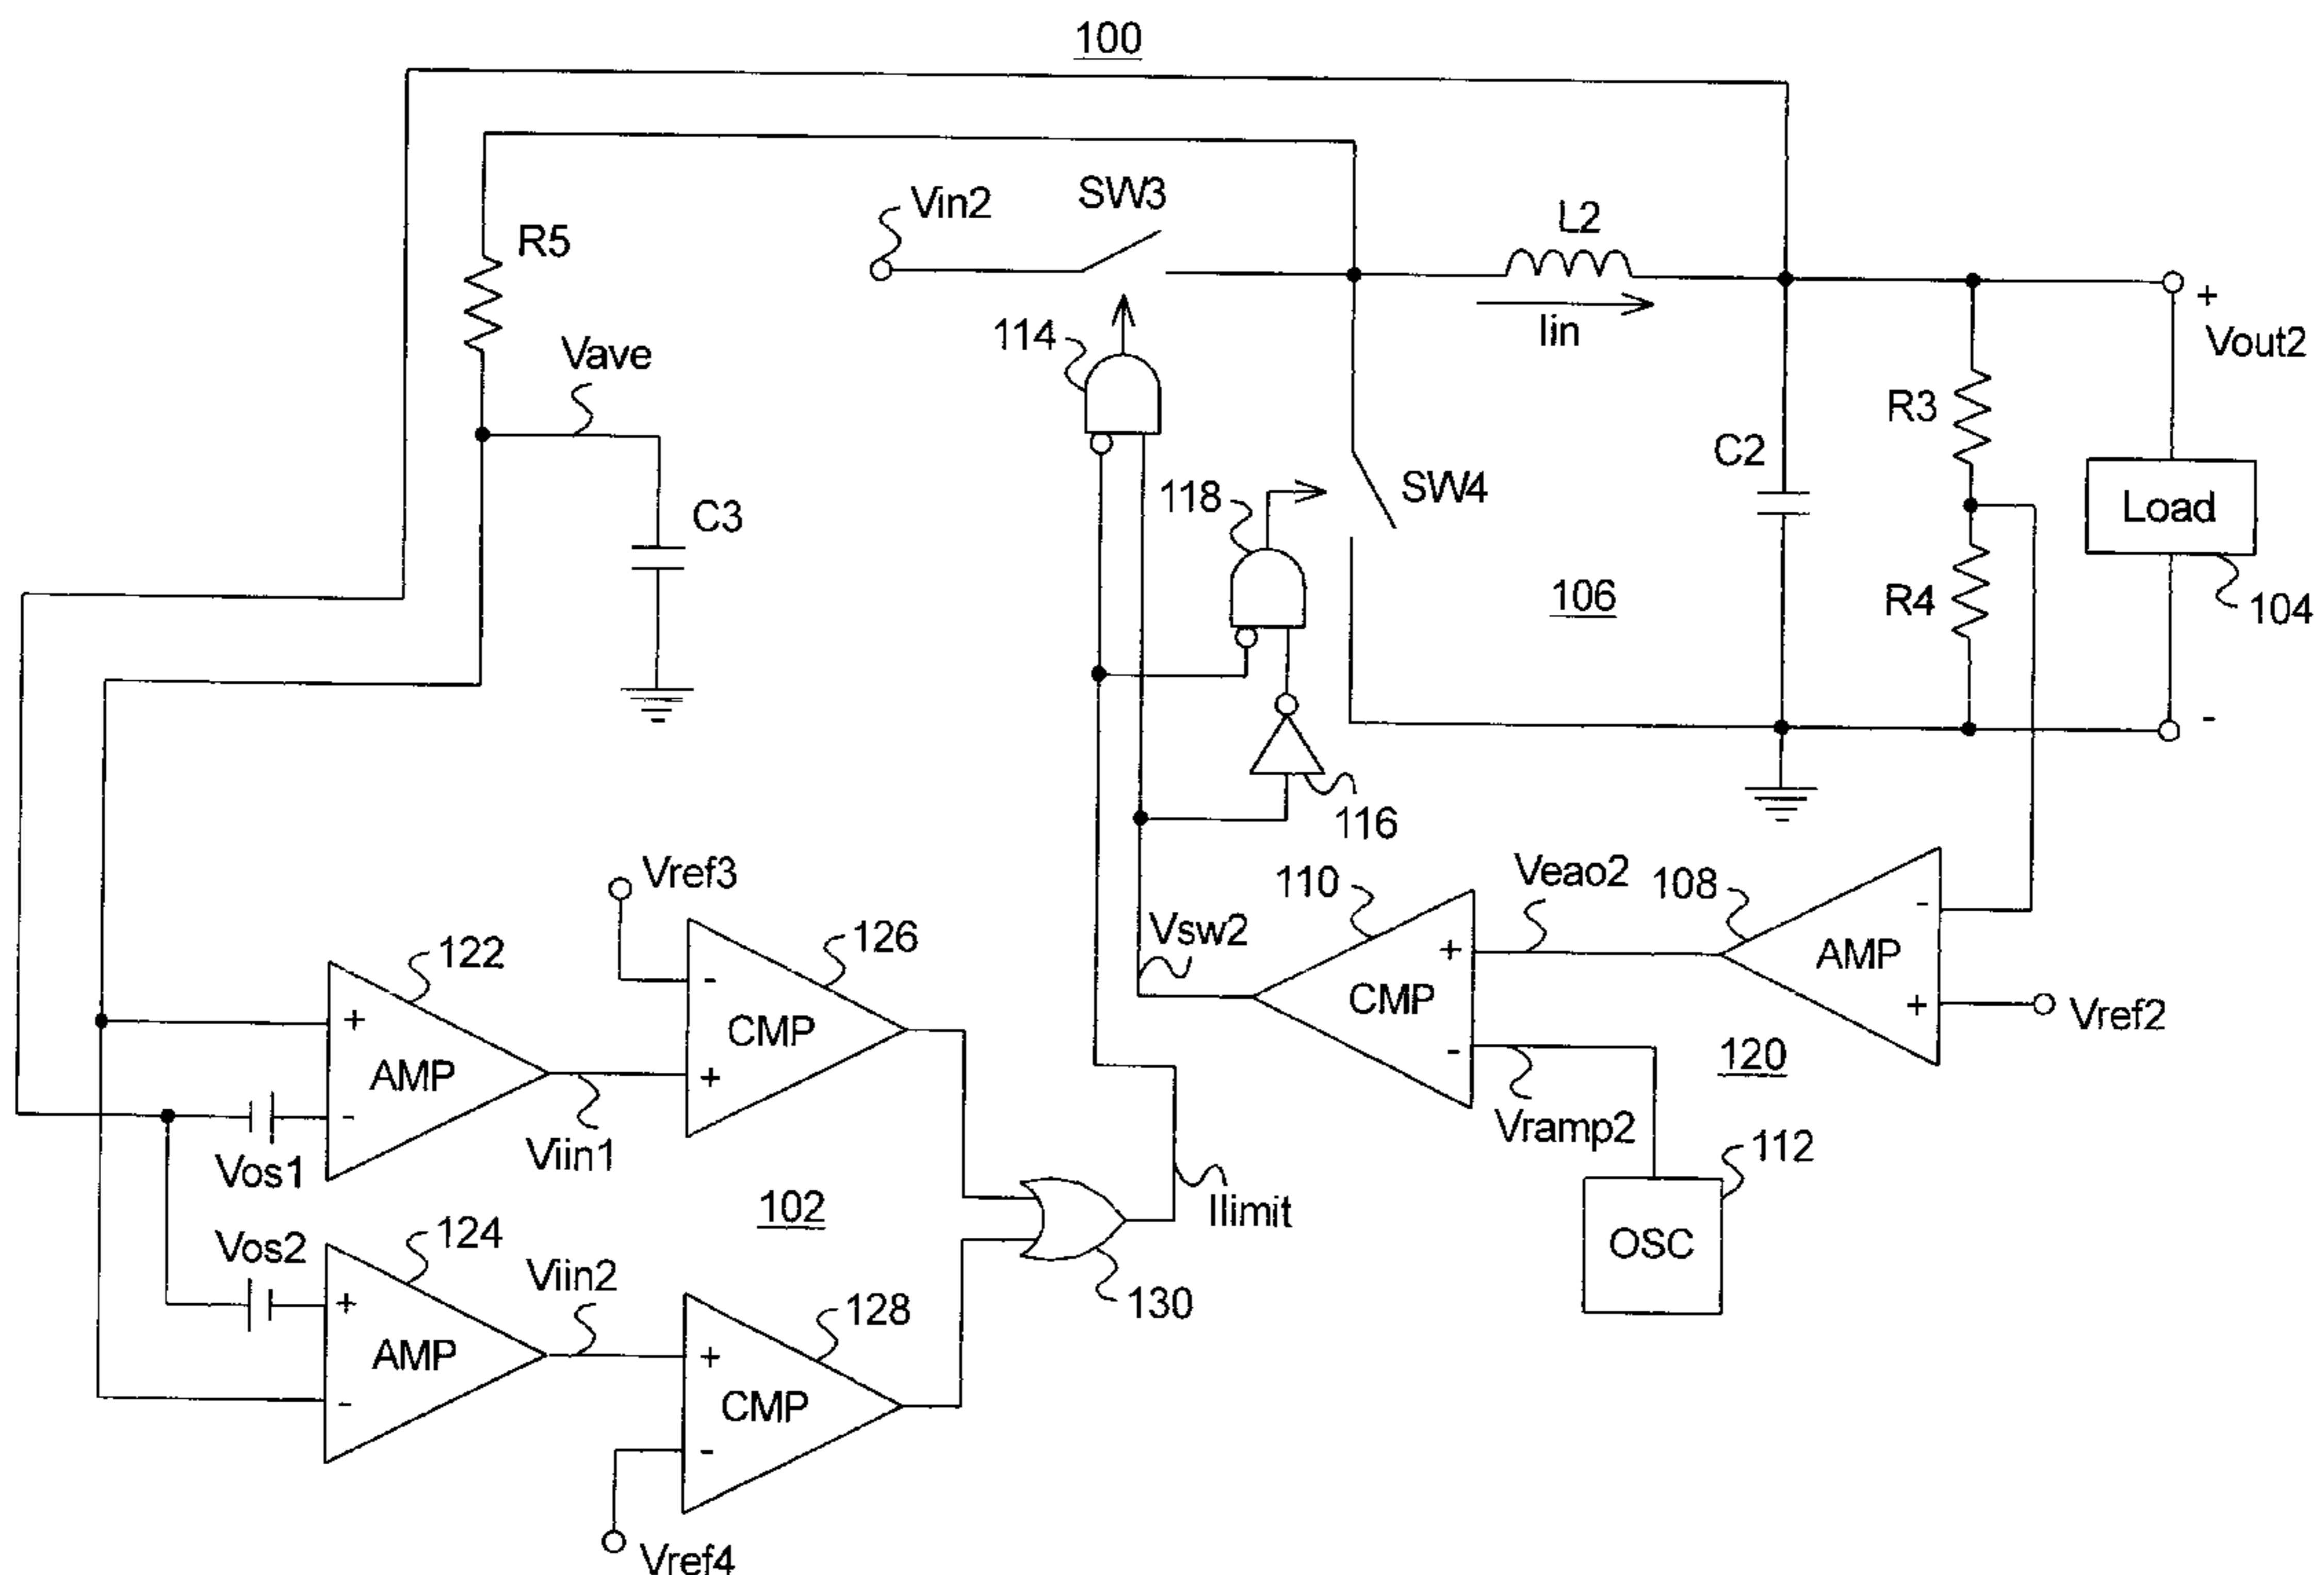 100
Vin2
SW3
L2
R5
Iin
+
Vout2
114
Vave
R3
C2
118
SW4
C3
Load
106
R4
104
-
116
Vref3
110
Veao2
108
-
126
Vsw2
+
AMP
122
-
CMP
+
Vref2
+
CMP
120
AMP
+
-
-
Vramp2
Vos1
Viin1
112
102
Ilimit
124
Vos2
OSC
Viin2
+
128
130
AMP
+
-
CMP
-
Vref4